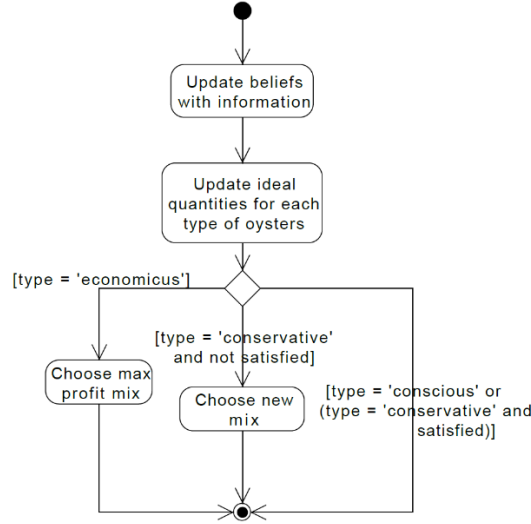 Update beliefs
with information
Update ideal
quantities for each
type of oysters
[type = 'economicus']
[type = 'conservative'
and not satisfied]
Choose max
profit mix
Choose new
mix
[type = 'conscious' or
(type = 'conservative' and
satisfied)]